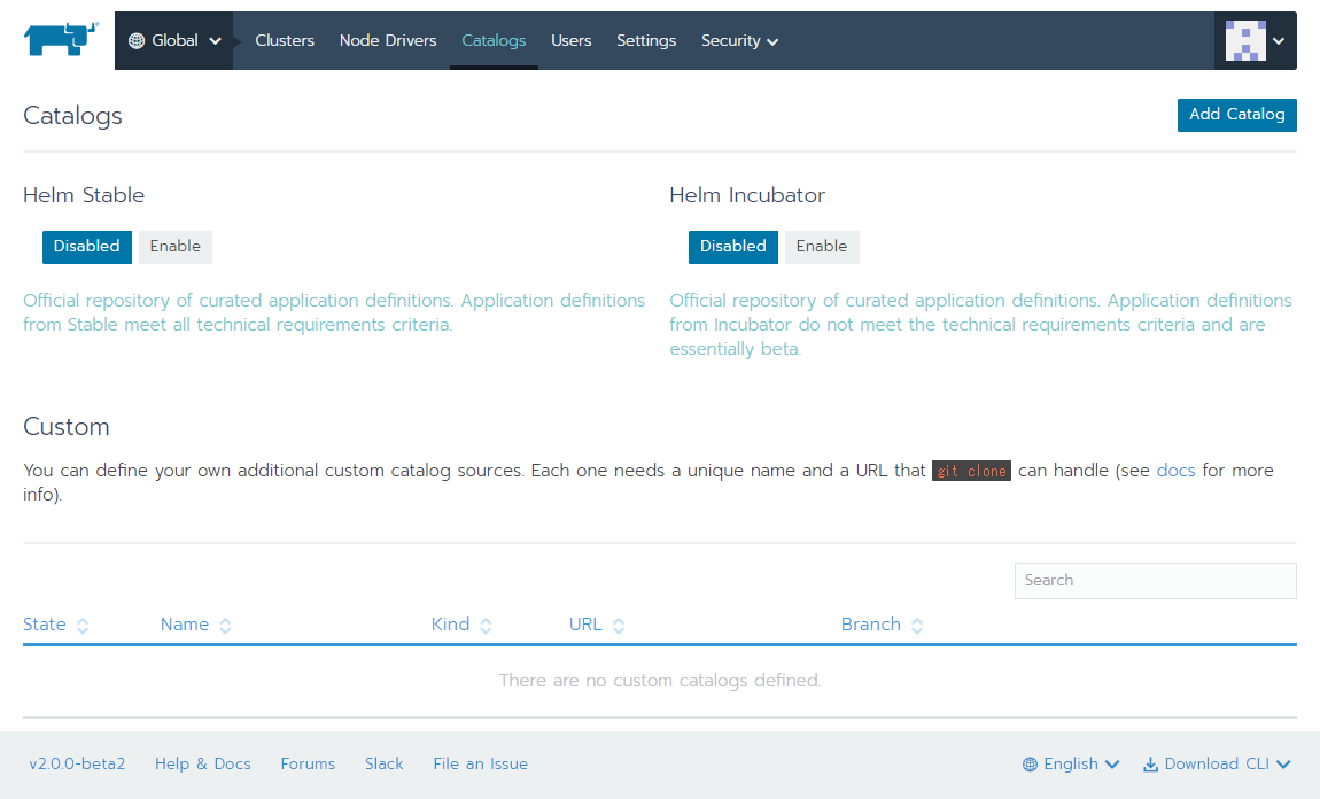 Global Clusters Node Drivers Catalogs Users Settings Security
Catalogs
Add Catalog
Helm Stable
Disabled Enable
Official repository of curated application definitions. Application definitions
from Stable meet all technical requirements criteria.
Helm Incubator
Disabled Enable
Official repository of curated application definitions. Application definitions
from Incubator do not meet the technical requirements criteria and are
essentially beta.
Custom
You can define your own additional custom catalog sources. Each one needs a unique name and a URL that git clone can handle (see docs for more
info).
Search
State Name Kind URL Branch
There are no custom catalogs defined.
v2.0.0-beta2 Help & Docs Forums Slack File an Issue English Download CLI